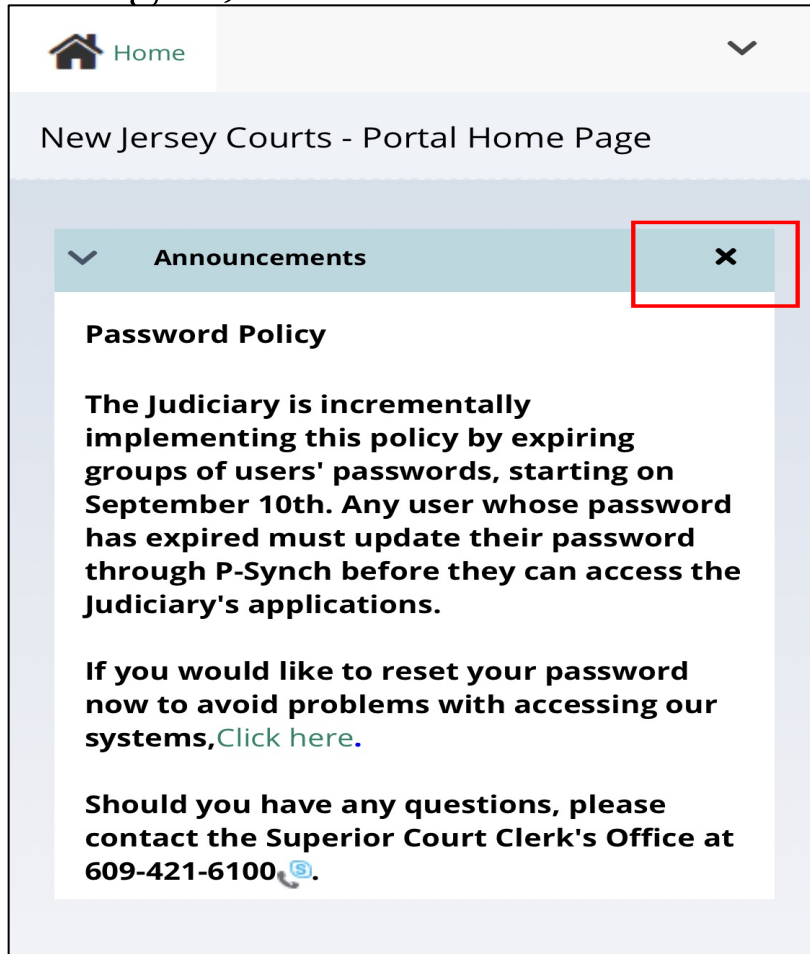 Home
New Jersey Courts - Portal Home Page
Announcements
Password Policy
The Judiciary is incrementally
implementing this policy by expiring
groups of users' passwords, starting on
September 10th. Any user whose password
has expired must update their password
through P-Synch before they can access the
Judiciary's applications.
If you would like to reset your password
now to avoid problems with accessing our
systems,Click here.
Should you have any questions, please
contact the Superior Court Clerk's Office at
609-421-6100.